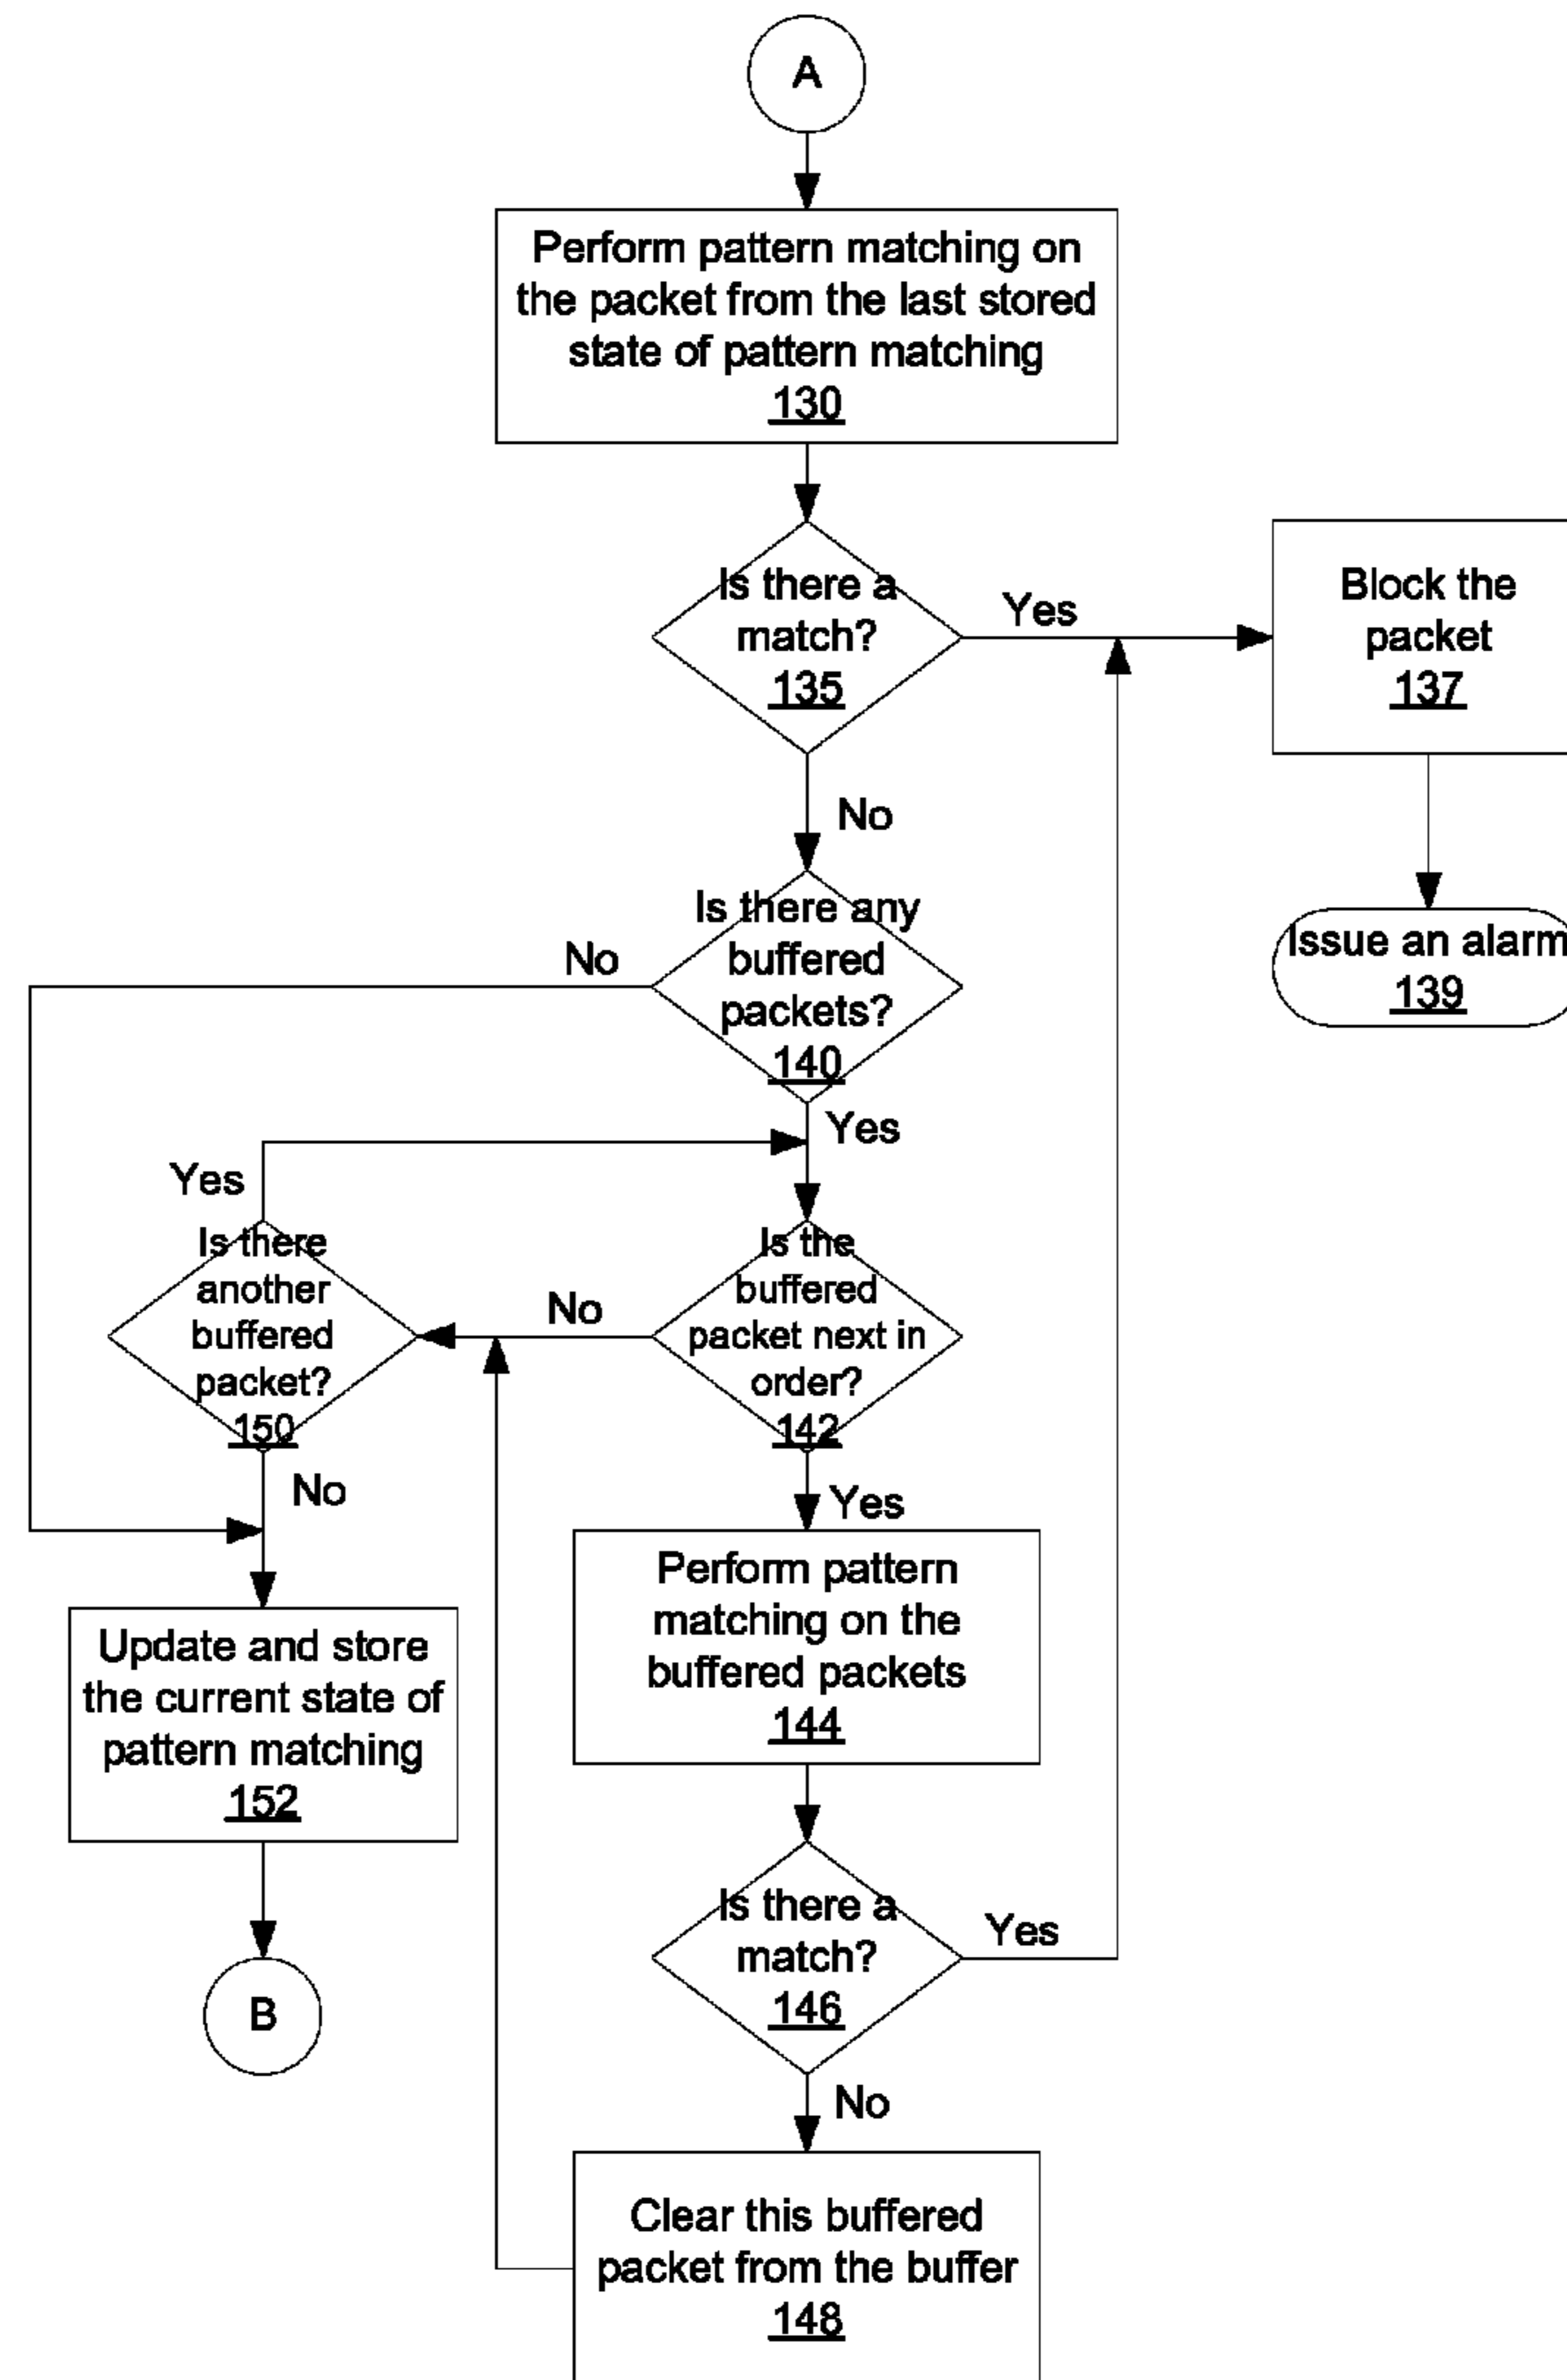 A
Perform pattern matching on
the packet from the last stored
state of pattern matching
130
Is there a
match?
135
Yes
Block the
packet
137
No
Issue an alarm
139
Is there any
buffered
packets?
140
No
Yes
Yes
Is there
another
buffered
packet?
150
No
Is the
buffered
packet next in
order?
142
No
Yes
Update and store
the current state of
pattern matching
152
Perform pattern
matching on the
buffered packets
144
B
Is there a
match?
146
Yes
No
Clear this buffered
packet from the buffer
148